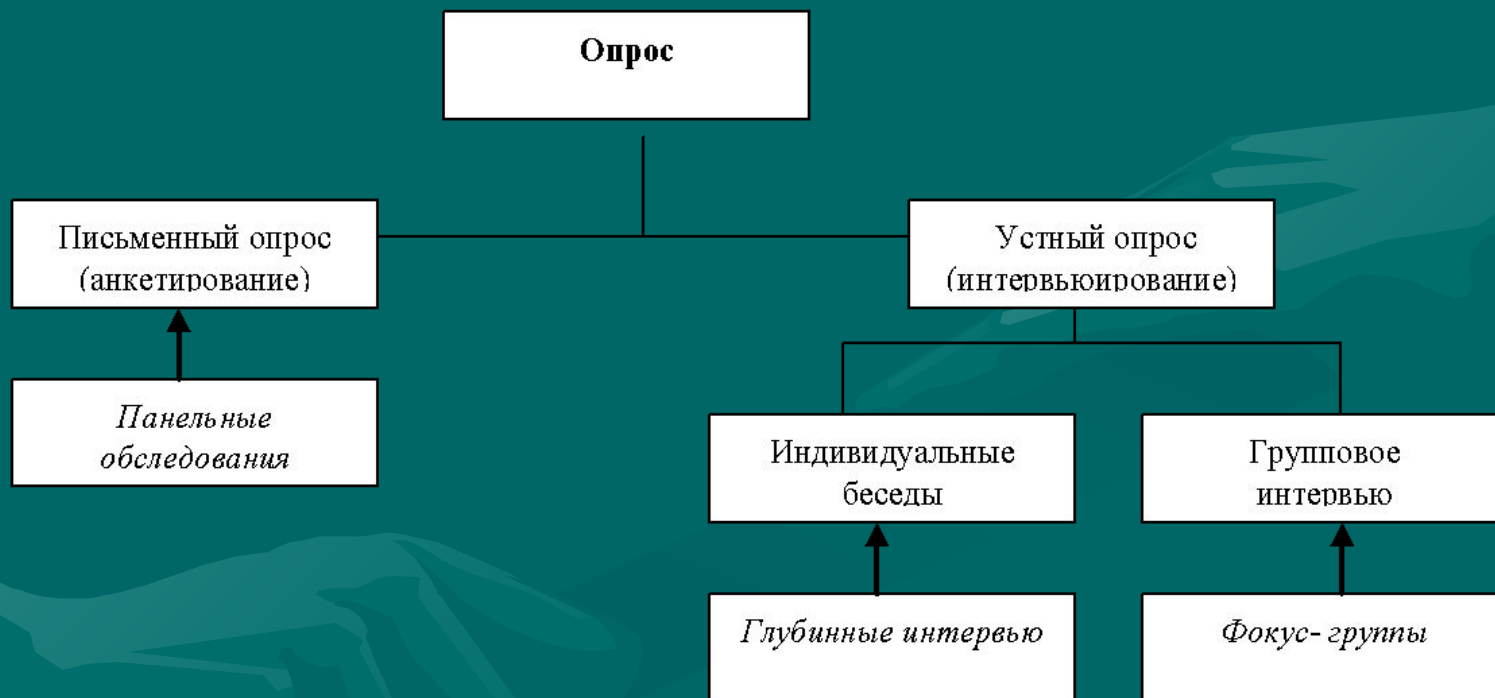 Опрос
Письменный опрос
(анкетирование)
Устный опрос
(интервьюирование)
Панельные
обследования
Индивидуальные
беседы
Групповое
интервью
Глубинные интервью
Фокус- группы